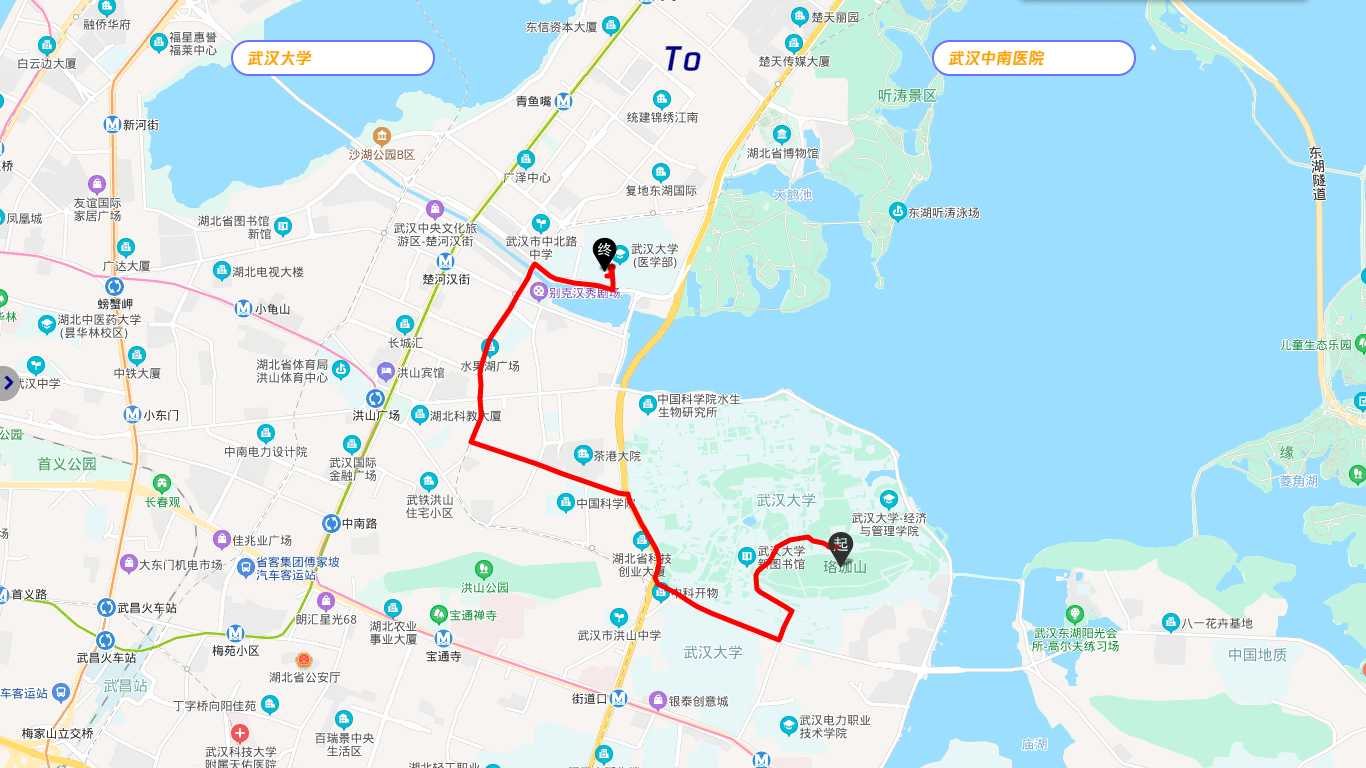 融侨华府
福星惠誉
福莱中心
白云边大厦
武汉大学
东信资本大厦
To
楚天丽园
楚天传媒大厦
武汉中南医院
听涛景区
新河街
沙湖公园B区
青鱼嘴
统建锦绣江南
湖北省博物馆
东湖隧道
友谊国际
家居广场
广泽中心
复地东湖国际
天鹅池
凤凰城
湖北省图书馆
新馆
武汉中央文化旅
游区-楚河汉街
武汉市中北路
中学
武汉大学
(医学部)
终
东湖听涛泳场
广达大厦
湖北电视大楼
楚河汉街
别克汉秀剧场
螃蟹岬
小龟山
湖北中医药大学
(昙华林校区)
华林
长城汇
儿童生态乐园
中铁大厦
湖北省体育局
洪山体育中心
洪山宾馆
水果湖广场
武汉中学
小东门
洪山广场
湖北科教大厦
中国科学院水生
生物研究所
公园
首义公园
中南电力设计院
武汉国际
金融广场
茶港大院
缘
菱角湖
长春观
武铁洪山
住宅小区
中国科学院
武汉大学
武汉大学-经济
与管理学院
中南路
佳兆业广场
大东门机电市场
省客集团傅家坡
汽车客运站
湖北省科技
创业大厦
武汉大学
新图书馆
起
珞珈山
洪山公园
首义路
武昌火车站
朗汇星光68
湖北农业
事业大厦
宝通禅寺
中科开物
武汉市洪山中学
武汉东湖阳光会
所-高尔夫练习场
八一花卉基地
武昌火车站
梅苑小区
宝通寺
武汉大学
中国地质
武昌站
湖北省公安厅
车客运站
丁字桥向阳佳苑
街道口
银泰创意城
梅家山立交桥
百瑞景中央
生活区
武汉电力职业
技术学院
庙湖
武汉科技大学
附属天佑医院
湖北轻工职业